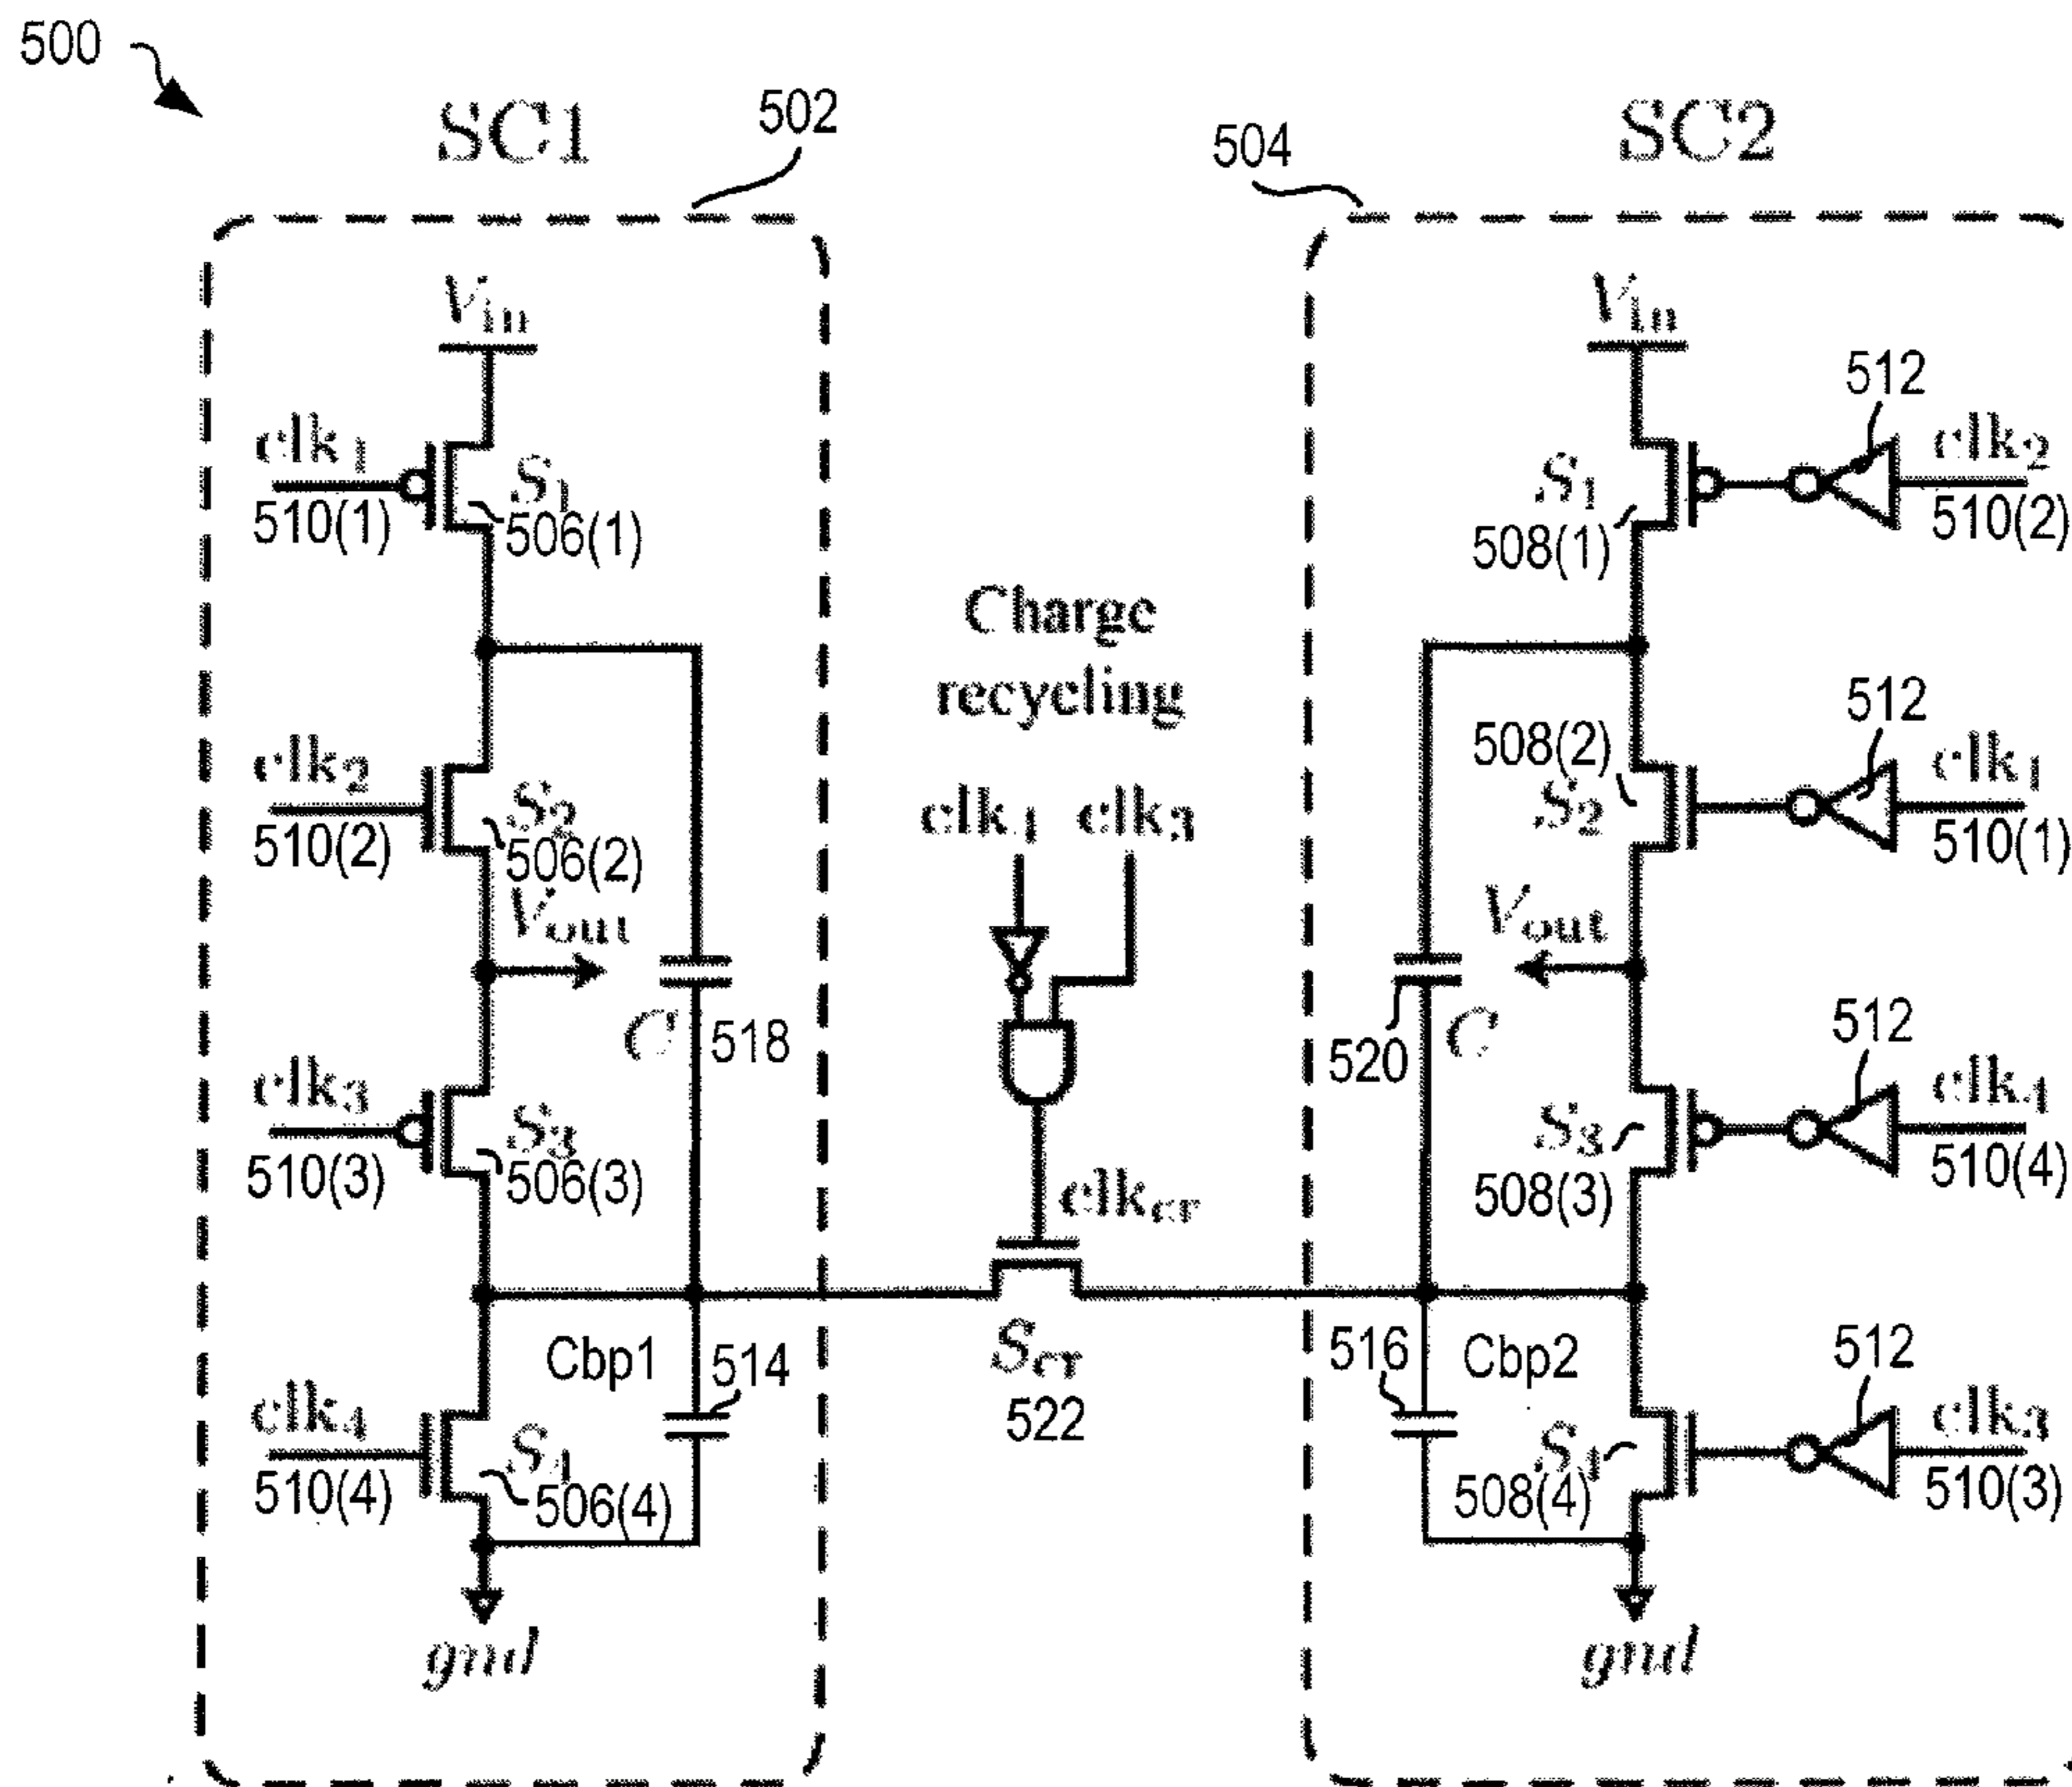 500
SC1
502
504
SC2
Vin
clk1
510(1)
S1
506(1)
clk2
510(2)
S2
506(2)
Vout
C
518
clk3
510(3)
S3
506(3)
Cbp1
514
clk4
510(4)
S4
506(4)
gnd
Charge
recycling
clk4 clk3
clkcr
Scr
522
Vin
512
clk2
510(2)
S1
508(1)
512
clk1
510(1)
508(2)
S2
Vout
520
C
512
clk4
510(4)
S3
508(3)
516
Cbp2
512
clk3
510(3)
S4
508(4)
gnd